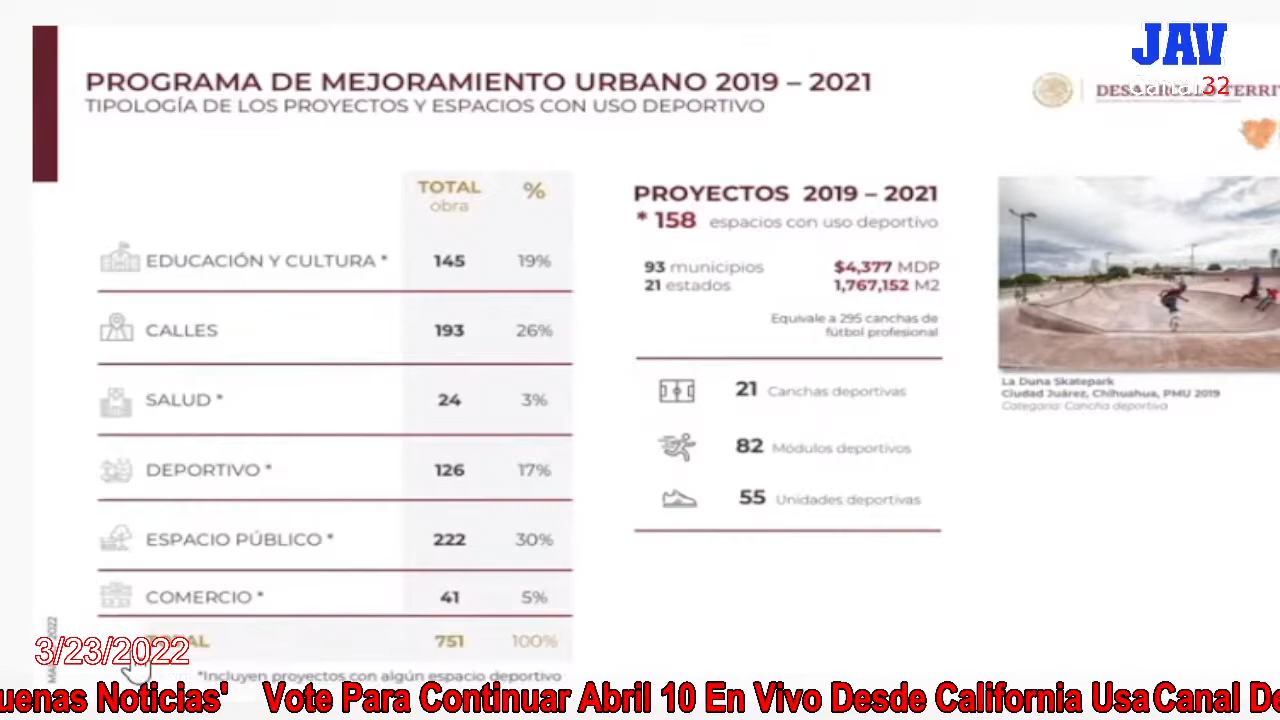 JAV
Canal 32
PROGRAMA DE MEJORAMIENTO URBANO 2019 – 2021
TIPOLOGÍA DE LOS PROYECTOS Y ESPACIOS CON USO DEPORTIVO
TOTAL %
obra
EDUCACIÓN Y CULTURA * 145 19%
CALLES 193 26%
SALUD * 24 3%
DEPORTIVO * 126 17%
ESPACIO PÚBLICO * 222 30%
COMERCIO * 41 5%
TOTAL 751 100%
*Incluyen proyectos con algún espacio deportivo
PROYECTOS 2019 – 2021
* 158 espacios con uso deportivo
93 municipios $4,377 MDP
21 estados 1,767,152 M2
Equivale a 295 canchas de
fútbol profesional
21 Canchas deportivas
82 Módulos deportivos
55 Unidades deportivas
La Duna Skatepark
Ciudad Juárez, Chihuahua, PMU 2019
Categoría: Cancha deportiva
3/23/2022
uenas Noticias' Vote Para Continuar Abril 10 En Vivo Desde California Usa Canal De